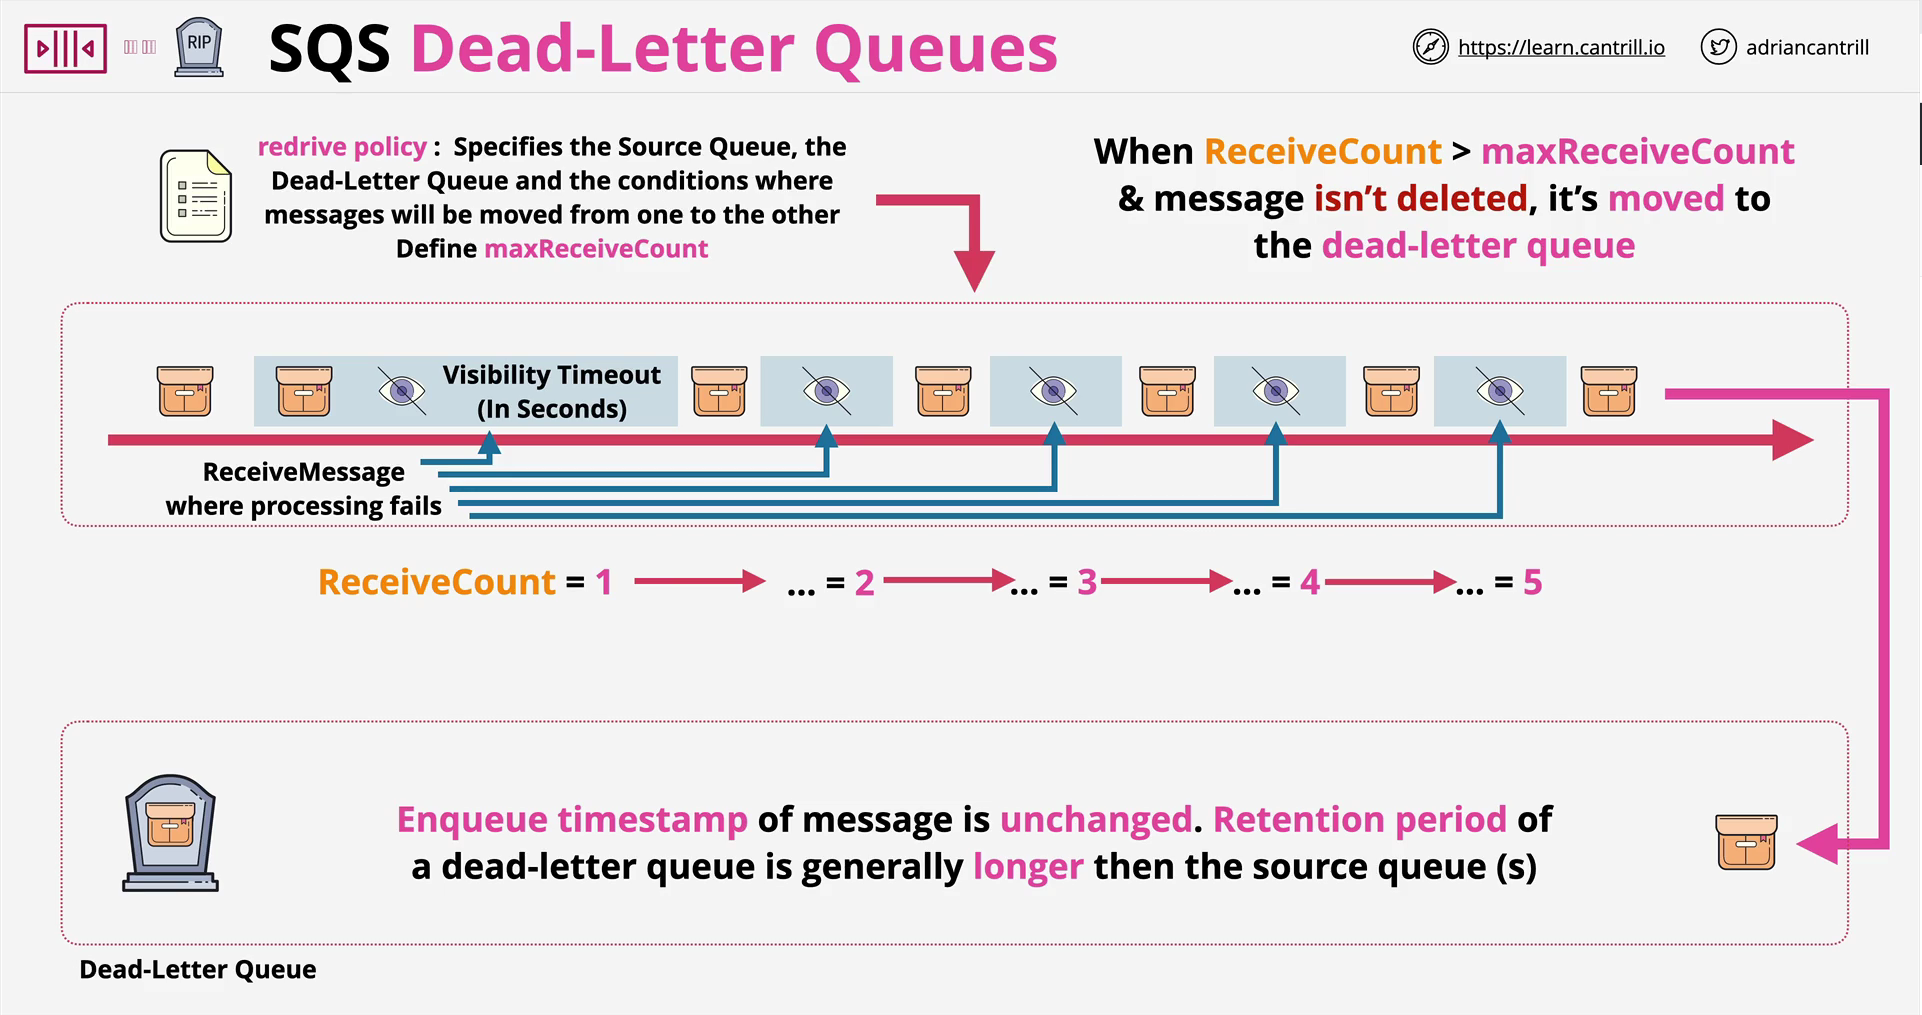 RIP
SQS Dead-Letter Queues
https://learn.cantrill.io
adriancantrill
redrive policy : Specifies the Source Queue, the
Dead-Letter Queue and the conditions where
messages will be moved from one to the other
Define maxReceiveCount
When ReceiveCount > maxReceiveCount
& message isn't deleted, it's moved to
the dead-letter queue
Visibility Timeout
(In Seconds)
ReceiveMessage
where processing fails
ReceiveCount = 1
... = 2
... = 3
... = 4
... = 5
Enqueue timestamp of message is unchanged. Retention period of
a dead-letter queue is generally longer then the source queue (s)
Dead-Letter Queue